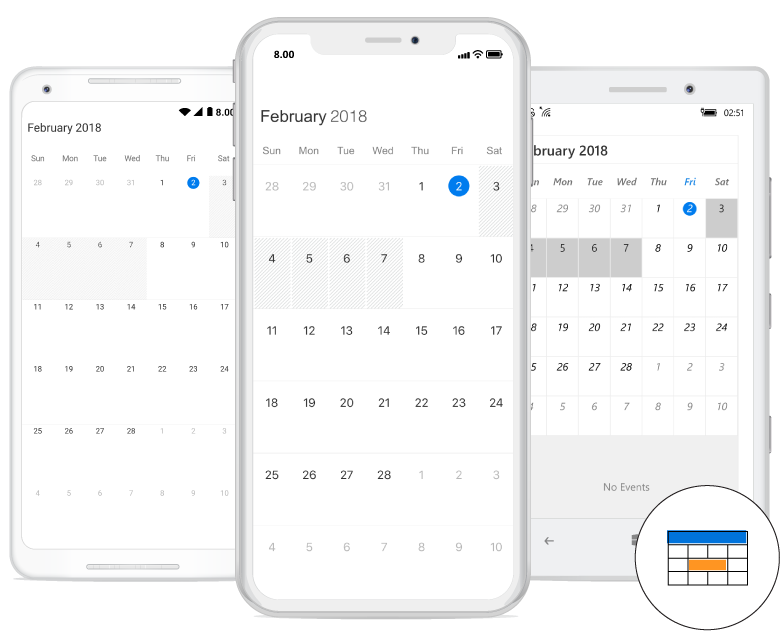 8.00
February 2018
Sun Mon Tue Wed Thu Fri Sat
28 29 30 31 1 2 3
4 5 6 7 8 9 10
11 12 13 14 15 16 17
18 19 20 21 22 23 24
25 26 27 28 1 2 3
4 5 6 7 8 9 10
8.00
February 2018
Sun Mon Tue Wed Thu Fri Sat
28 29 30 31 1 2 3
4 5 6 7 8 9 10
11 12 13 14 15 16 17
18 19 20 21 22 23 24
25 26 27 28 1 2 3
4 5 6 7 8 9 10
02:51
bruary 2018
Mon Tue Wed Thu Fri Sat
8 29 30 31 1 2 3
4 5 6 7 8 9 10
1 12 13 14 15 16 17
8 19 20 21 22 23 24
5 26 27 28 1 2 3
4 5 6 7 8 9 10
No Events